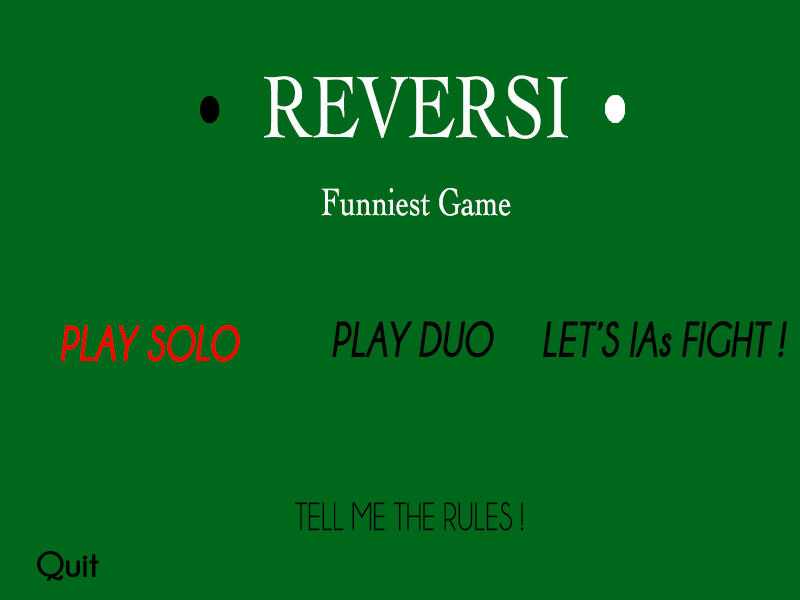 REVERSI
Funniest Game
PLAY SOLO
PLAY DUO
LET'S IAs FIGHT !
TELL ME THE RULES !
Quit